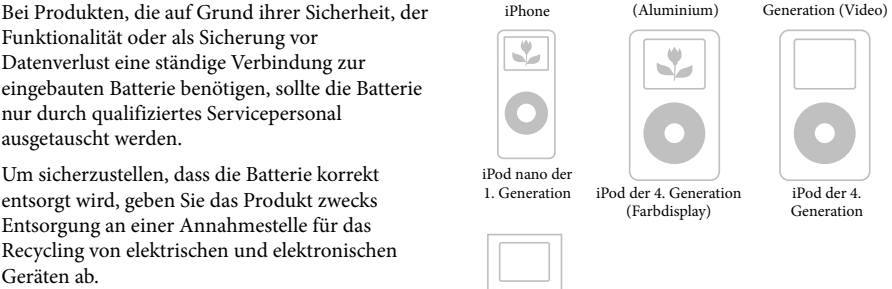 Bei Produkten, die auf Grund ihrer Sicherheit, der
Funktionalität oder als Sicherung vor
Datenverlust eine ständige Verbindung zur
eingebauten Batterie benötigen, sollte die Batterie
nur durch qualifiziertes Servicepersonal
ausgetauscht werden.
Um sicherzustellen, dass die Batterie korrekt
entsorgt wird, geben Sie das Produkt zwecks
Entsorgung an einer Annahmestelle für das
Recycling von elektrischen und elektronischen
Geräten ab.
iPhone
(Aluminium)
Generation (Video)
iPod nano der
1. Generation
iPod der 4. Generation
(Farbdisplay)
iPod der 4.
Generation